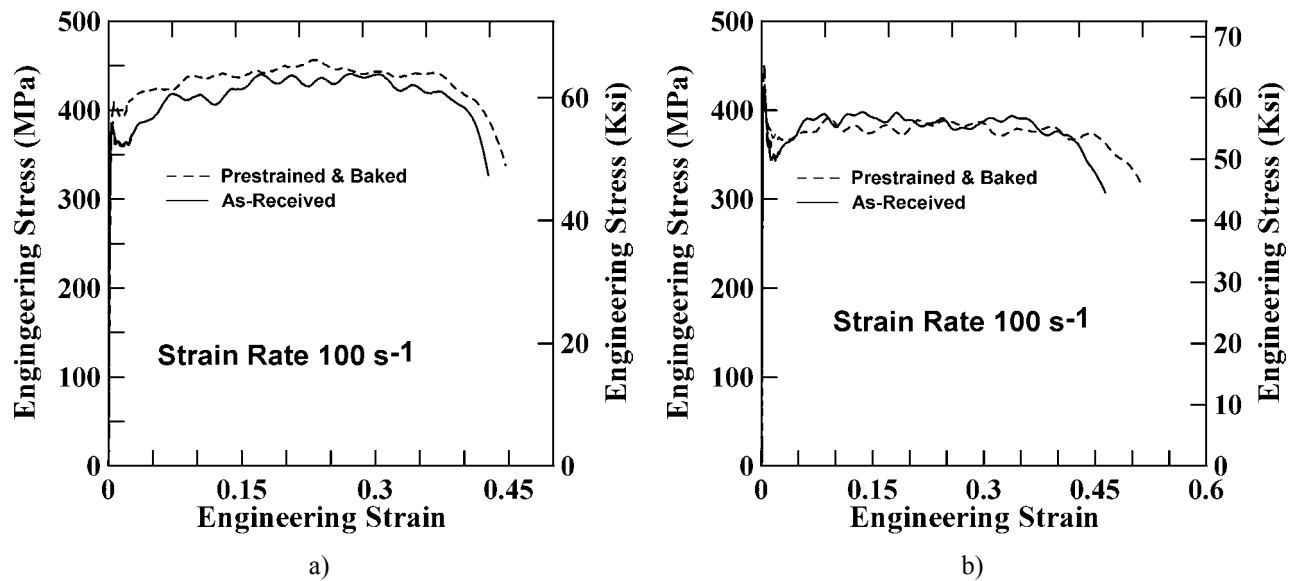 500
400
300
200
100
0
Engingeering Stress (MPa)
60
40
20
0
Engineering Stress (Ksi)
Prestrained & Baked
As-Received
Strain Rate 100 s-1
0
0.15
0.3
0.45
Engineering Strain
a)
500
400
300
200
100
0
Engingeering Stress (MPa)
70
60
50
40
30
20
10
0
Engineering Stress (Ksi)
Prestrained & Baked
As-Received
Strain Rate 100 s-1
0
0.15
0.3
0.45
0.6
Engineering Strain
b)